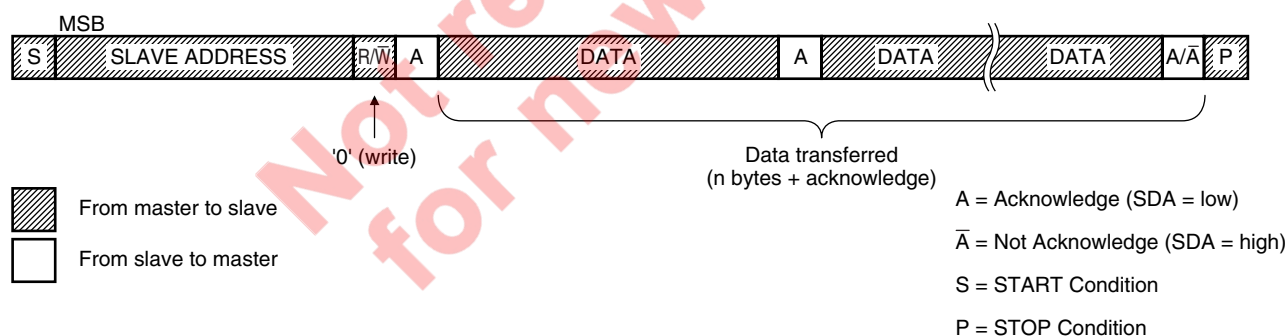 MSB
S SLAVE ADDRESS R/W̅ A DATA A DATA DATA A/A̅ P
'0' (write)
Data transferred
(n bytes + acknowledge)
From master to slave
From slave to master
A = Acknowledge (SDA = low)
A̅ = Not Acknowledge (SDA = high)
S = START Condition
P = STOP Condition
Not re
for new